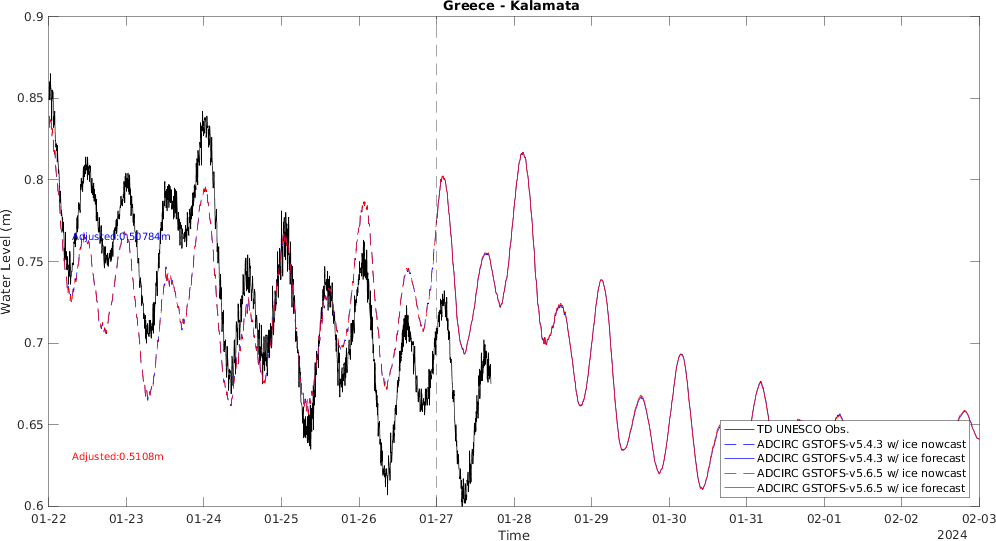 Greece - Kalamata
0.9
0.85
0.8
0.75
0.7
0.65
0.6
Water Level (m)
Adjusted:0.50784m
Adjusted:0.5108m
TD UNESCO Obs.
ADCIRC GSTOFS-v5.4.3 w/ ice nowcast
ADCIRC GSTOFS-v5.4.3 w/ ice forecast
ADCIRC GSTOFS-v5.6.5 w/ ice nowcast
ADCIRC GSTOFS-v5.6.5 w/ ice forecast
01-22 01-23 01-24 01-25 01-26 01-27 01-28 01-29 01-30 01-31 02-01 02-02 02-03
Time
2024